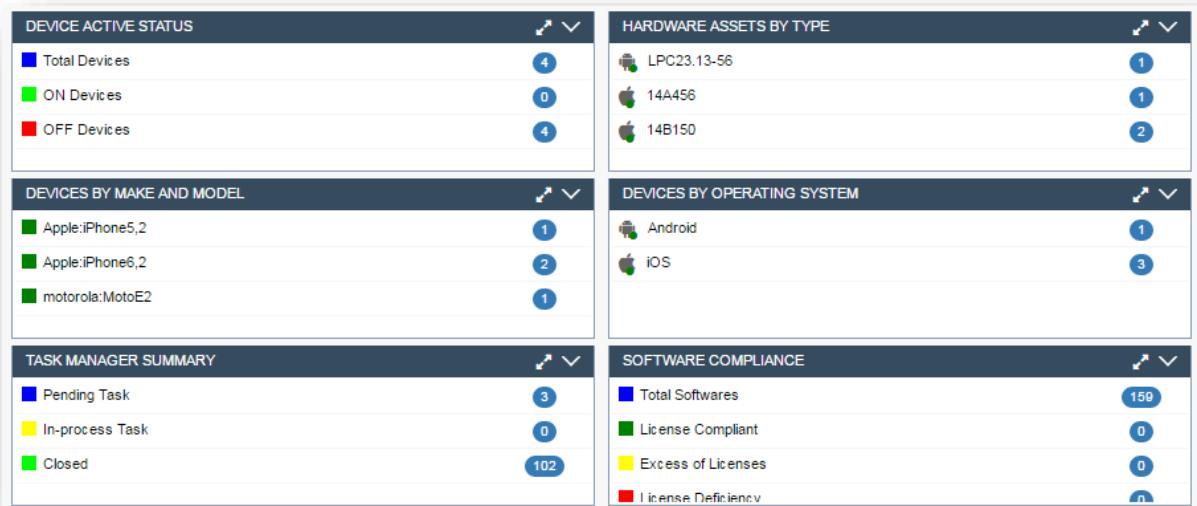 DEVICE ACTIVE STATUS
Total Devices 4
ON Devices 0
OFF Devices 4
HARDWARE ASSETS BY TYPE
LPC23.13-56 1
14A456 1
14B150 2
DEVICES BY MAKE AND MODEL
Apple:iPhone5,2 1
Apple:iPhone6,2 2
motorola:MotoE2 1
DEVICES BY OPERATING SYSTEM
Android 1
iOS 3
TASK MANAGER SUMMARY
Pending Task 3
In-process Task 0
Closed 102
SOFTWARE COMPLIANCE
Total Softwares 159
License Compliant 0
Excess of Licenses 0
License Deficiency 0